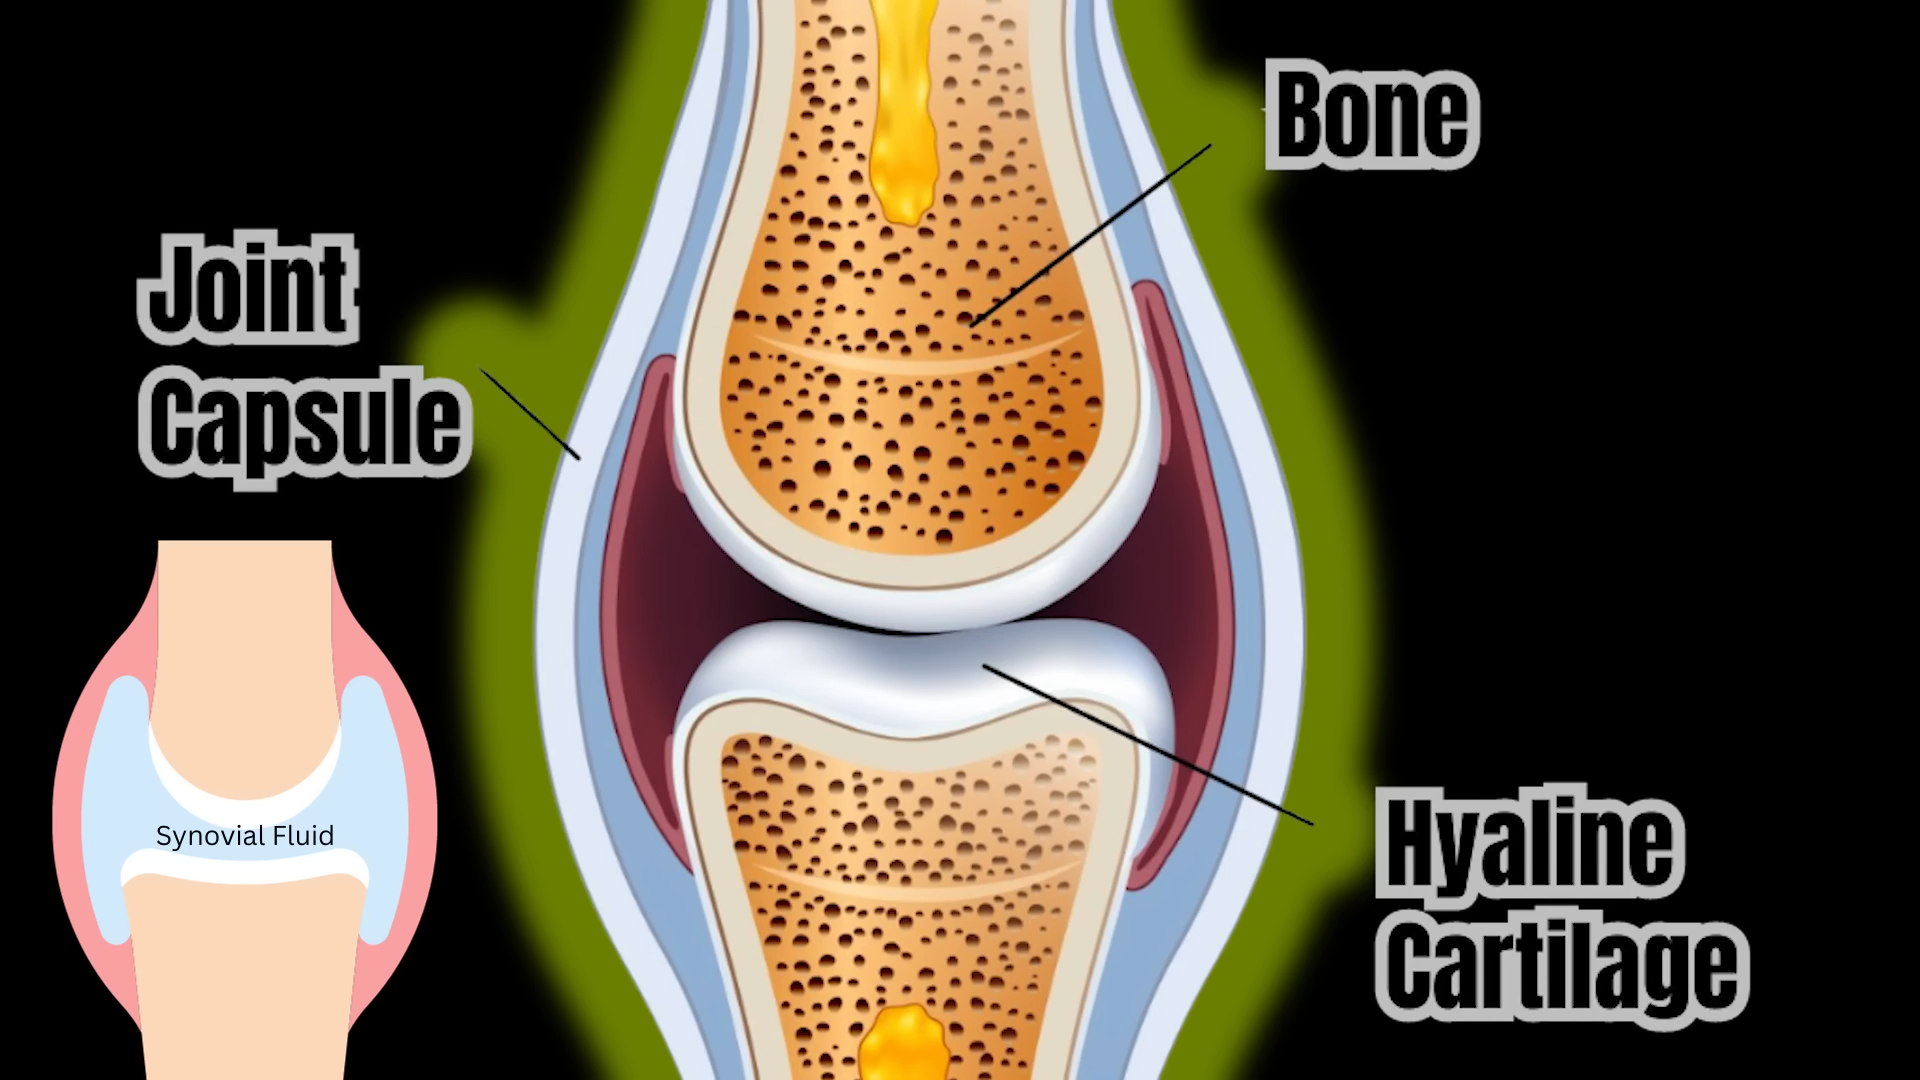 Bone
Joint
Capsule
Synovial Fluid
Hyaline
Cartilage